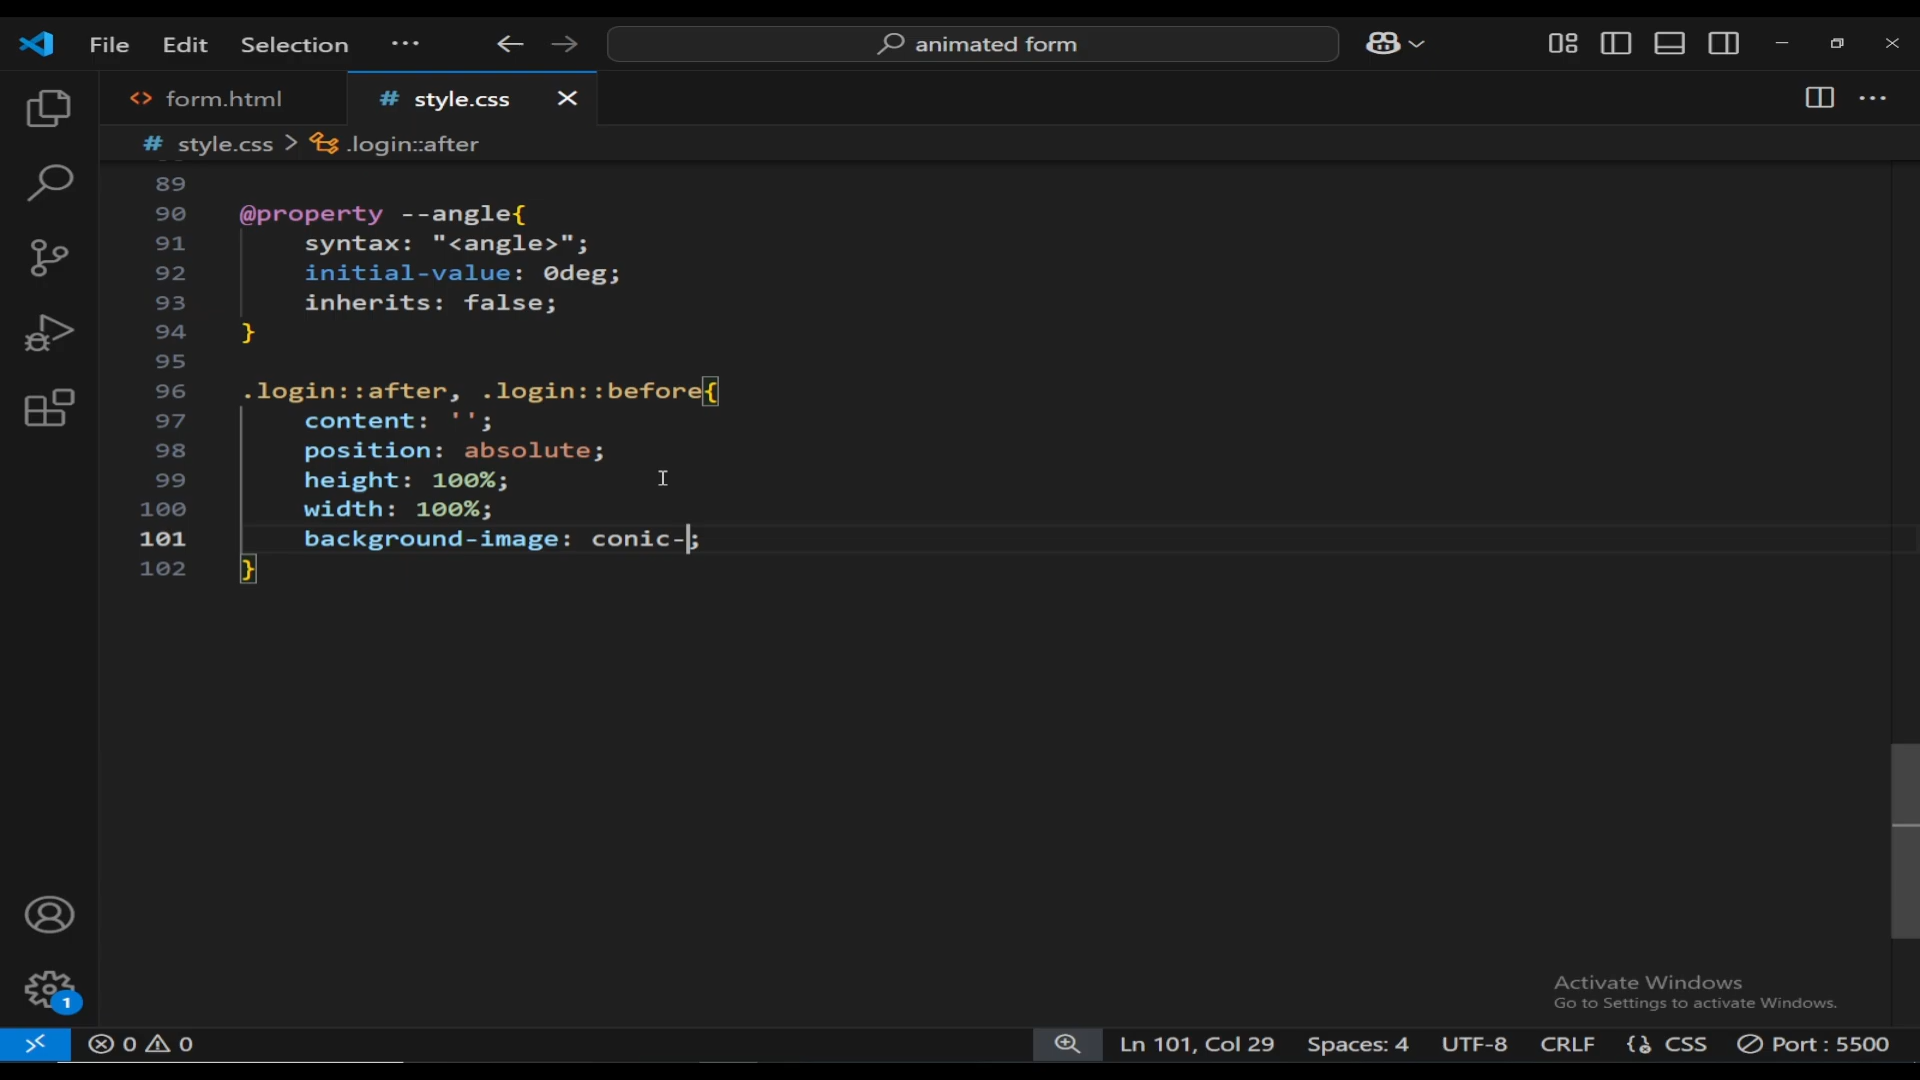 File Edit Selection ··· animated form
form.html # style.css
# style.css > .login::after
89
90 @property --angle{
91 syntax: "<angle>";
92 initial-value: 0deg;
93 inherits: false;
94 }
95
96 .login::after, .login::before{
97 content: '';
98 position: absolute;
99 height: 100%;
100 width: 100%;
101 background-image: conic-;
102 }
Activate Windows
Go to Settings to activate Windows.
1
0 0 Ln 101, Col 29 Spaces: 4 UTF-8 CRLF CSS Port : 5500